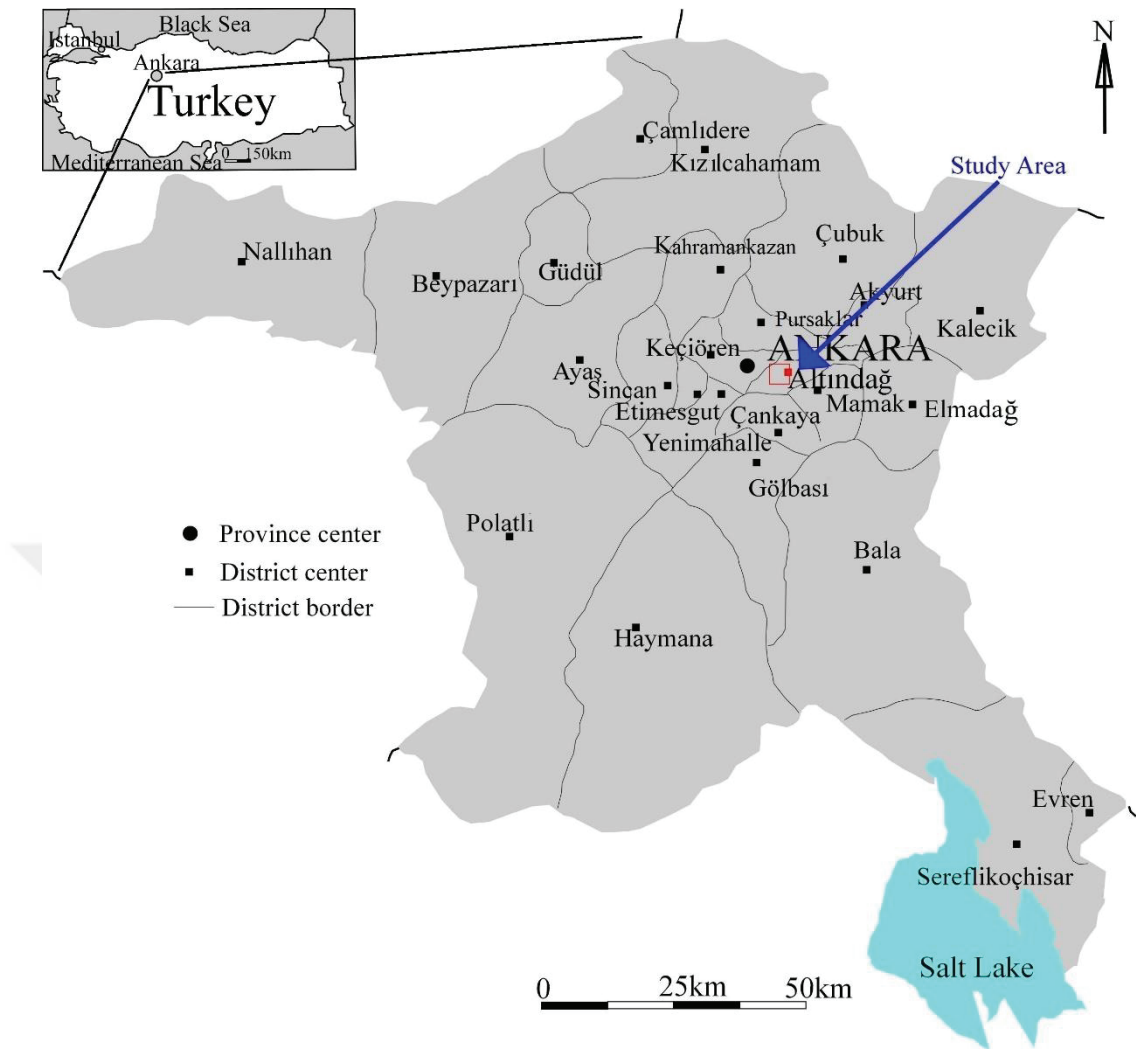 Black Sea
Istanbul
Ankara
Turkey
Mediterranean Sea
0 150km
N
Çamlıdere
Kızılcahamam
Study Area
Nallıhan
Beypazarı
Güdül
Kahramankazan
Çubuk
Akyurt
Kalecik
Pursaklar
Keçiören
ANKARA
Ayaş
Sincan
Altındağ
Etimesgut
Mamak
Elmadağ
Çankaya
Yenimahalle
Gölbası
Polatlı
Province center
District center
District border
Bala
Haymana
Evren
Sereflikoçhisar
Salt Lake
0 25km 50km